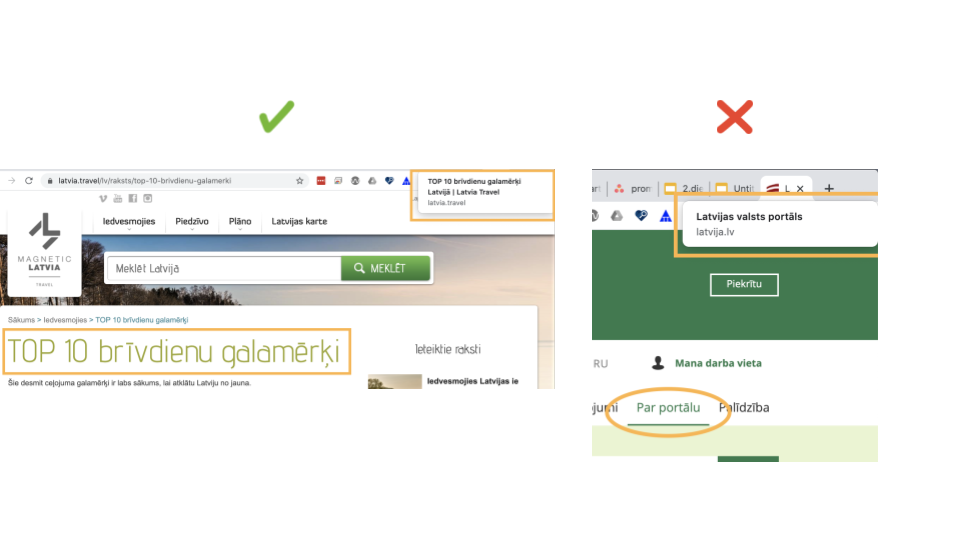 latvia.travel/lv/raksts/top-10-brivdienu-galamerki
TOP 10 brīvdienu galamērķi
Latvijā | Latvia Travel
latvia.travel
Iedvesmojies Piedzīvo Plāno Latvijas karte
MAGNETIC
LATVIA
TRAVEL
Meklēt Latvijā
MEKLĒT
Sākums > Iedvesmojies > TOP 10 brīvdienu galamērķi
TOP 10 brīvdienu galamērķi
Ieteiktie raksti
Šie desmit ceļojuma galamērķi ir labs sākums, lai atklātu Latviju no jauna.
Iedvesmojies Latvijas ie
prom 2.die Untit L
Latvijas valsts portāls
latvija.lv
Piekrītu
RU Mana darba vieta
jumi Par portālu Palīdzība